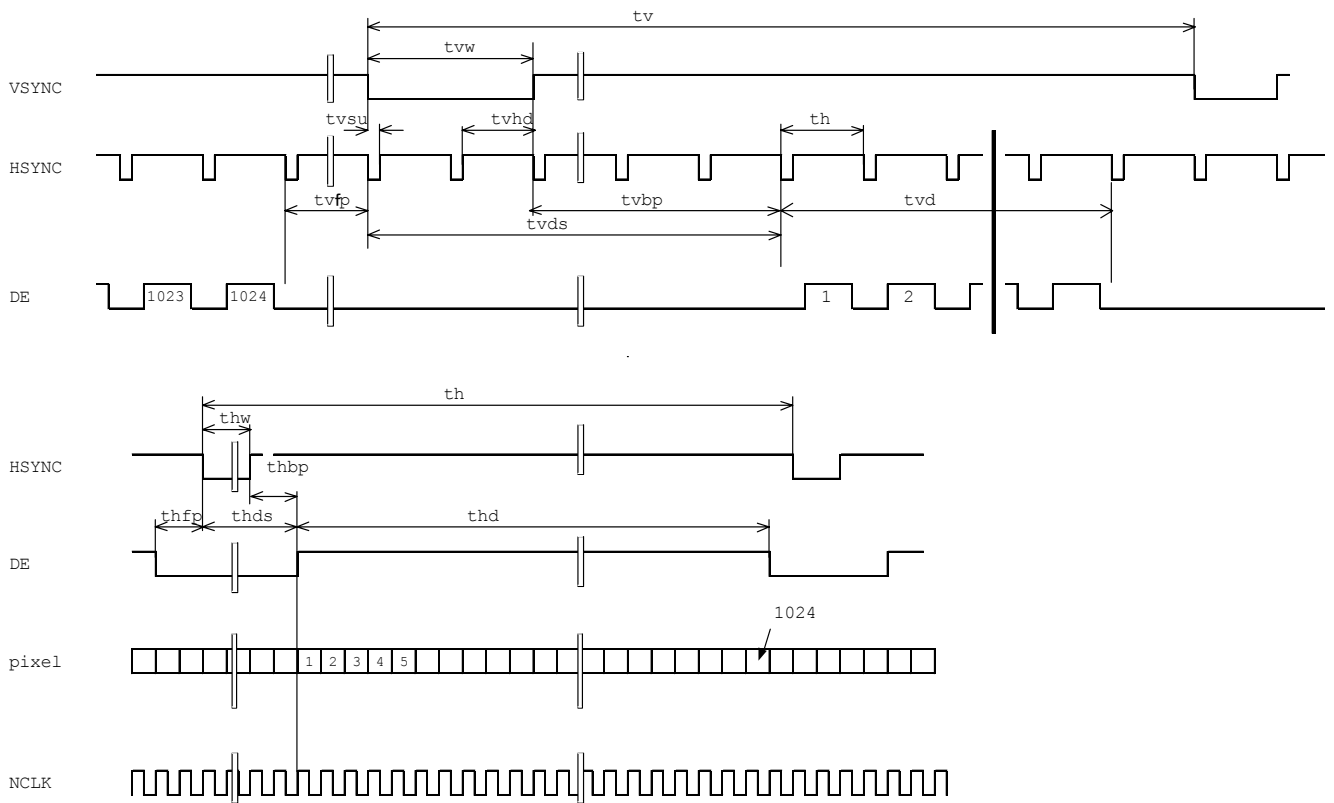 tv
tvw
VSYNC
tvsu
tvhd
th
HSYNC
tvfp
tvbp
tvd
tvds
DE
1023
1024
1
2
th
thw
HSYNC
thbp
thfp
thds
thd
DE
1024
pixel
1
2
3
4
5
NCLK